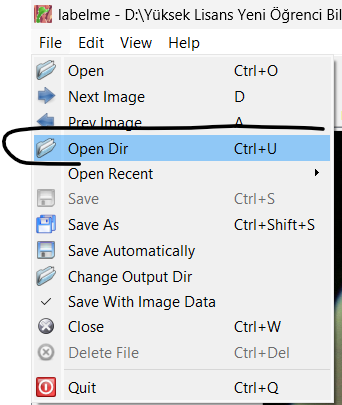 labelme - D:\Yüksek Lisans Yeni Öğrenci Bil
File Edit View Help
Open Ctrl+O
Next Image D
Prev Image A
Open Dir Ctrl+U
Open Recent
Save Ctrl+S
Save As Ctrl+Shift+S
Save Automatically
Change Output Dir
Save With Image Data
Close Ctrl+W
Delete File Ctrl+Del
Quit Ctrl+Q